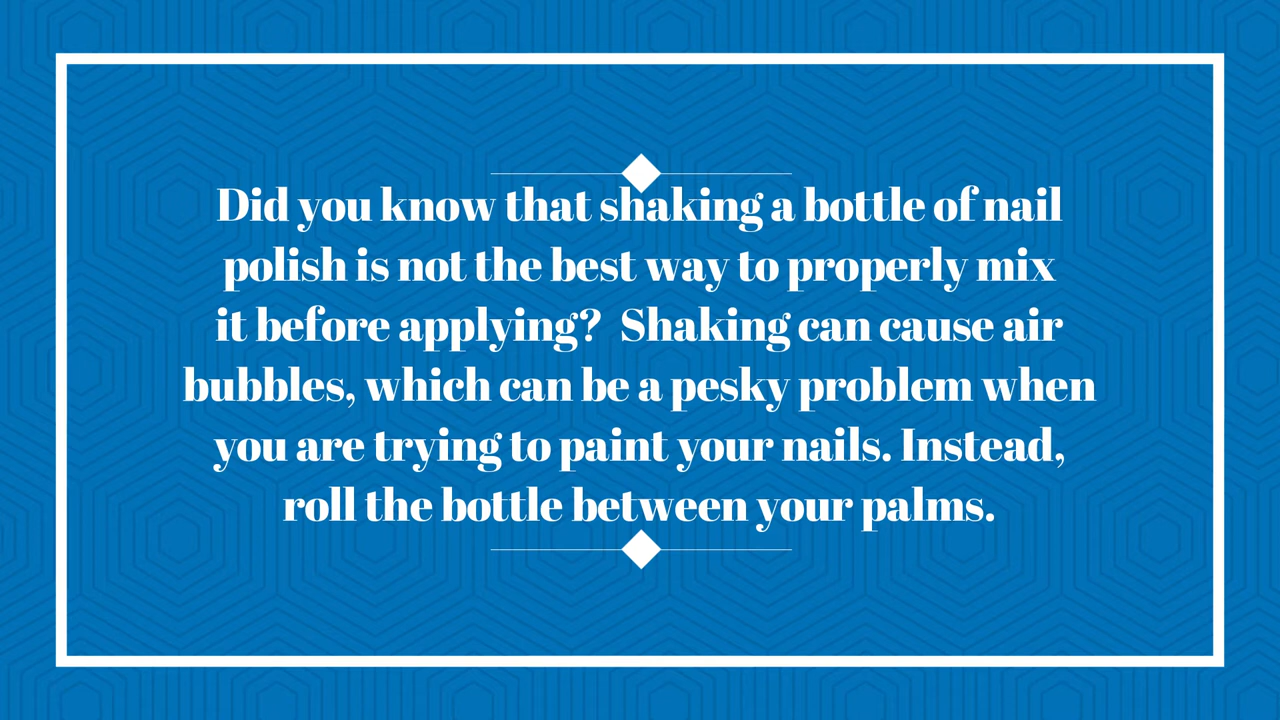 Did you know that shaking a bottle of nail
polish is not the best way to properly mix
it before applying?  Shaking can cause air
bubbles, which can be a pesky problem when
you are trying to paint your nails. Instead,
roll the bottle between your palms.